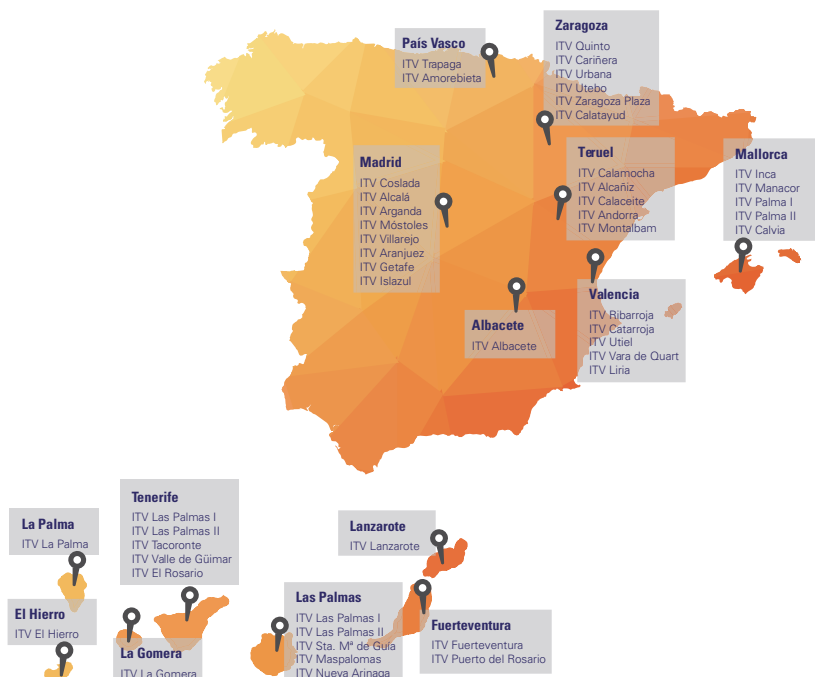 País Vasco
ITV Trapaga
ITV Amorebieta
Zaragoza
ITV Quinto
ITV Cariñera
ITV Urbana
ITV Utebo
ITV Zaragoza Plaza
ITV Calatayud
Madrid
ITV Coslada
ITV Alcalá
ITV Arganda
ITV Móstoles
ITV Villarejo
ITV Aranjuez
ITV Getafe
ITV Islazul
Teruel
ITV Calamocha
ITV Alcañiz
ITV Calaceite
ITV Andorra
ITV Montalbam
Mallorca
ITV Inca
ITV Manacor
ITV Palma I
ITV Palma II
ITV Calvia
Albacete
ITV Albacete
Valencia
ITV Ribarroja
ITV Catarroja
ITV Utiel
ITV Vara de Quart
ITV Liria
La Palma
ITV La Palma
Tenerife
ITV Las Palmas I
ITV Las Palmas II
ITV Tacoronte
ITV Valle de Güimar
ITV El Rosario
Lanzarote
ITV Lanzarote
El Hierro
ITV El Hierro
La Gomera
ITV La Gomera
Las Palmas
ITV Las Palmas I
ITV Las Palmas II
ITV Sta. Mª de Guía
ITV Maspalomas
ITV Nueva Arinaga
Fuerteventura
ITV Fuerteventura
ITV Puerto del Rosario